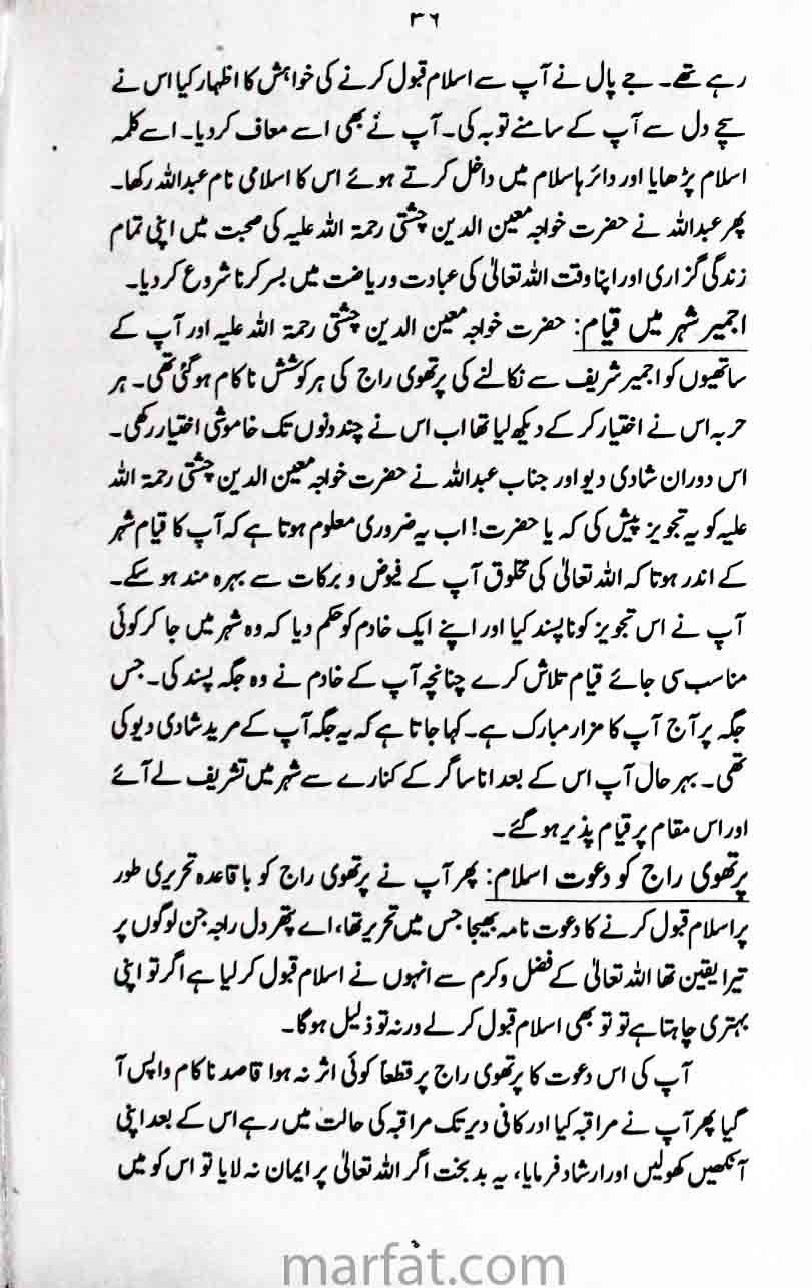 ۳۶
رہے تھے۔ جے پال نے آپ سے اسلام قبول کرنے کی خواہش کا اظہار کیا اس نے
سچے دل سے آپ کے سامنے توبہ کی۔ آپ نے بھی اسے معاف کر دیا۔ اسے کلمہ
اسلام پڑھایا اور دائرہاسلام میں داخل کرتے ہوئے اس کا اسلامی نام عبداللہ رکھا۔
پھر عبداللہ نے حضرت خواجہ معین الدین چشتی رحمۃ اللہ علیہ کی صحبت میں اپنی تمام
زندگی گزاری اور اپنا وقت اللہ تعالیٰ کی عبادت و ریاضت میں بسر کرنا شروع کر دیا۔
اجمیر شہر میں قیام: حضرت خواجہ معین الدین چشتی رحمۃ اللہ علیہ اور آپ کے
ساتھیوں کو اجمیر شریف سے نکالنے کی پرتھوی راج کی ہر کوشش ناکام ہوگئی تھی۔ ہر
حربہ اس نے اختیار کر کے دیکھ لیا تھا اب اس نے چند دنوں تک خاموشی اختیار رکھی۔
اس دوران شادی دیو اور جناب عبداللہ نے حضرت خواجہ معین الدین چشتی رحمۃ اللہ
علیہ کو یہ تجویز پیش کی کہ یا حضرت! اب یہ ضروری معلوم ہوتا ہے کہ آپ کا قیام شہر
کے اندر ہوتا کہ اللہ تعالیٰ کی مخلوق آپ کے فیوض و برکات سے بہرہ مند ہو سکے۔
آپ نے اس تجویز کو ناپسند کیا اور اپنے ایک خادم کو حکم دیا کہ وہ شہر میں جا کر کوئی
مناسب سی جائے قیام تلاش کرے چنانچہ آپ کے خادم نے وہ جگہ پسند کی۔ جس
جگہ پر آج آپ کا مزار مبارک ہے۔ کہا جاتا ہے کہ یہ جگہ آپ کے مرید شادی دیو کی
تھی۔ بہر حال آپ اس کے بعد انا ساگر کے کنارے سے شہر میں تشریف لے آئے
اور اس مقام پر قیام پذیر ہو گئے۔
پرتھوی راج کو دعوت اسلام: پھر آپ نے پرتھوی راج کو باقاعدہ تحریری طور
پر اسلام قبول کرنے کا دعوت نامہ بھیجا جس میں تحریر تھا، اے پتھر دل راجہ جن لوگوں پر
تیرا یقین تھا اللہ تعالیٰ کے فضل و کرم سے انہوں نے اسلام قبول کر لیا ہے اگر تو اپنی
بہتری چاہتا ہے تو تو بھی اسلام قبول کر لے ورنہ تو ذلیل ہوگا۔
آپ کی اس دعوت کا پرتھوی راج پر قطعاً کوئی اثر نہ ہوا قاصد ناکام واپس آ
گیا پھر آپ نے مراقبہ کیا اور کافی دیر تک مراقبہ کی حالت میں رہے اس کے بعد اپنی
آنکھیں کھولیں اور ارشاد فرمایا، یہ بدبخت اگر اللہ تعالیٰ پر ایمان نہ لایا تو اس کو میں
marfat.com